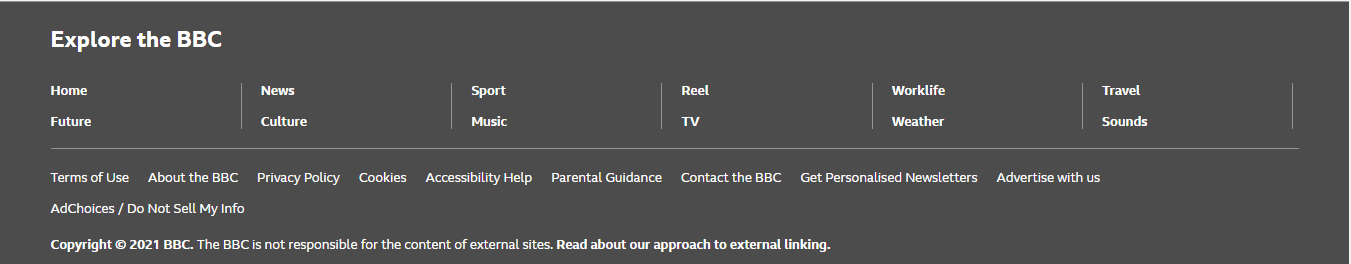 Explore the BBC
Home News Sport Reel Worklife Travel
Future Culture Music TV Weather Sounds
Terms of Use About the BBC Privacy Policy Cookies Accessibility Help Parental Guidance Contact the BBC Get Personalised Newsletters Advertise with us
AdChoices / Do Not Sell My Info
Copyright © 2021 BBC. The BBC is not responsible for the content of external sites. Read about our approach to external linking.